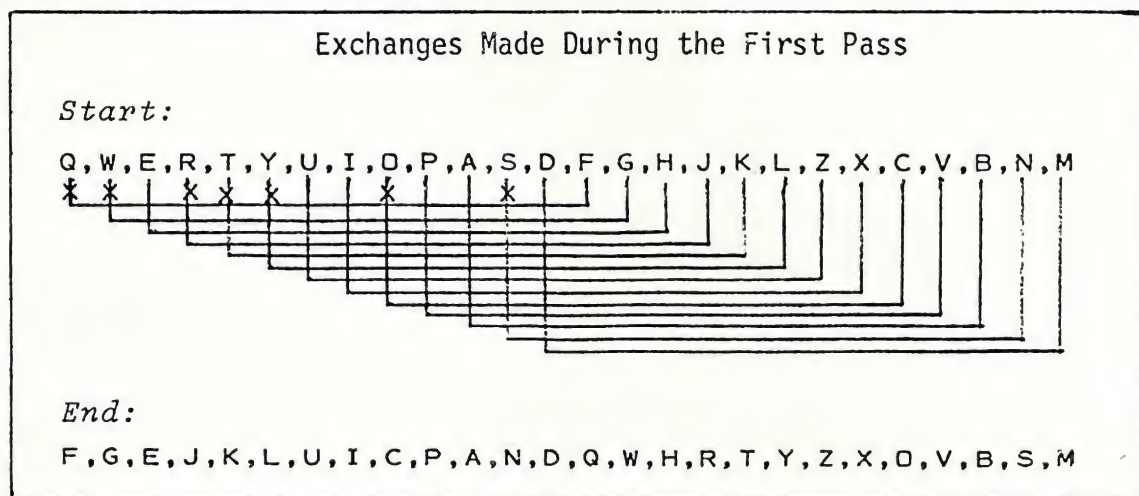 Exchanges Made During the First Pass
Start:
Q,W,E,R,T,Y,U,I,O,P,A,S,D,F,G,H,J,K,L,Z,X,C,V,B,N,M
End:
F,G,E,J,K,L,U,I,C,P,A,N,D,Q,W,H,R,T,Y,Z,X,O,V,B,S,M